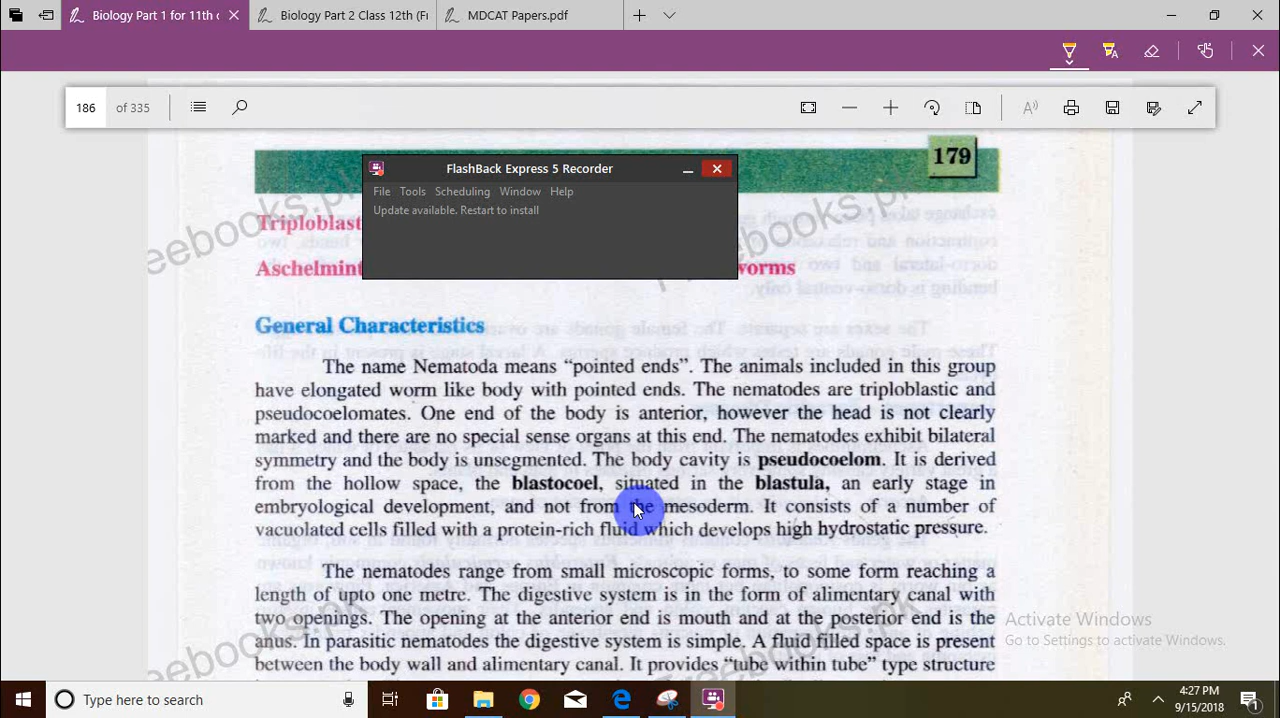 Biology Part 1 for 11th c
Biology Part 2 Class 12th (Fr
MDCAT Papers.pdf
186 of 335
179
FlashBack Express 5 Recorder
File Tools Scheduling Window Help
Update available. Restart to install
Triploblast
Aschelmint
worms
General Characteristics
The name Nematoda means “pointed ends”. The animals included in this group
have elongated worm like body with pointed ends. The nematodes are triploblastic and
pseudocoelomates. One end of the body is anterior, however the head is not clearly
marked and there are no special sense organs at this end. The nematodes exhibit bilateral
symmetry and the body is unsegmented. The body cavity is pseudocoelom. It is derived
from the hollow space, the blastocoel, situated in the blastula, an early stage in
embryological development, and not from the mesoderm. It consists of a number of
vacuolated cells filled with a protein-rich fluid which develops high hydrostatic pressure.
The nematodes range from small microscopic forms, to some form reaching a
length of upto one metre. The digestive system is in the form of alimentary canal with
two openings. The opening at the anterior end is mouth and at the posterior end is the
anus. In parasitic nematodes the digestive system is simple. A fluid filled space is present
between the body wall and alimentary canal. It provides “tube within tube” type structure
Activate Windows
Go to Settings to activate Windows.
Type here to search
4:27 PM
9/15/2018
1